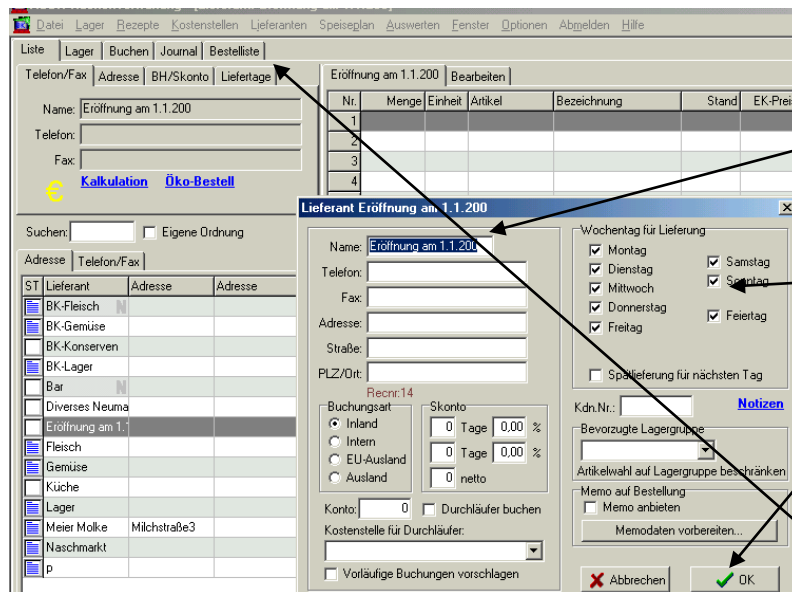 Datei Lager Rezepte Kostenstellen Lieferanten Speiseplan Auswerten Fenster Optionen Abmelden Hilfe
Liste Lager Buchen Journal Bestelliste
Telefon/Fax Adresse BH/Skonto Liefertage
Name: Eröffnung am 1.1.200
Telefon:
Fax:
€ Kalkulation Öko-Bestell
Suchen: Eigene Ordnung
Adresse Telefon/Fax
ST Lieferant Adresse Adresse
BK-Fleisch N
BK-Gemüse
BK-Konserven
BK-Lager
Bar N
Diverses Neuma
Eröffnung am 1.1
Fleisch
Gemüse
Küche
Lager
Meier Molke Milchstraße3
Naschmarkt
p
Eröffnung am 1.1.200 Bearbeiten
Nr. Menge Einheit Artikel Bezeichnung Stand EK-Preis
1
2
3
4
Lieferant Eröffnung am 1.1.200
Name: Eröffnung am 1.1.200
Telefon:
Fax:
Adresse:
Straße:
PLZ/Ort:
Recnr:14
Buchungsart
Inland
Intern
EU-Ausland
Ausland
Skonto
0 Tage 0,00 %
0 Tage 0,00 %
0 netto
Konto: 0 Durchläufer buchen
Kostenstelle für Durchläufer:
Vorläufige Buchungen vorschlagen
Wochentag für Lieferung
Montag
Dienstag
Mittwoch
Donnerstag
Freitag
Samstag
Sonntag
Feiertag
Spätlieferung für nächsten Tag
Kdn.Nr.: Notizen
Bevorzugte Lagergruppe
Artikelwahl auf Lagergruppe beschränken
Memo auf Bestellung
Memo anbieten
Memodaten vorbereiten...
Abbrechen OK